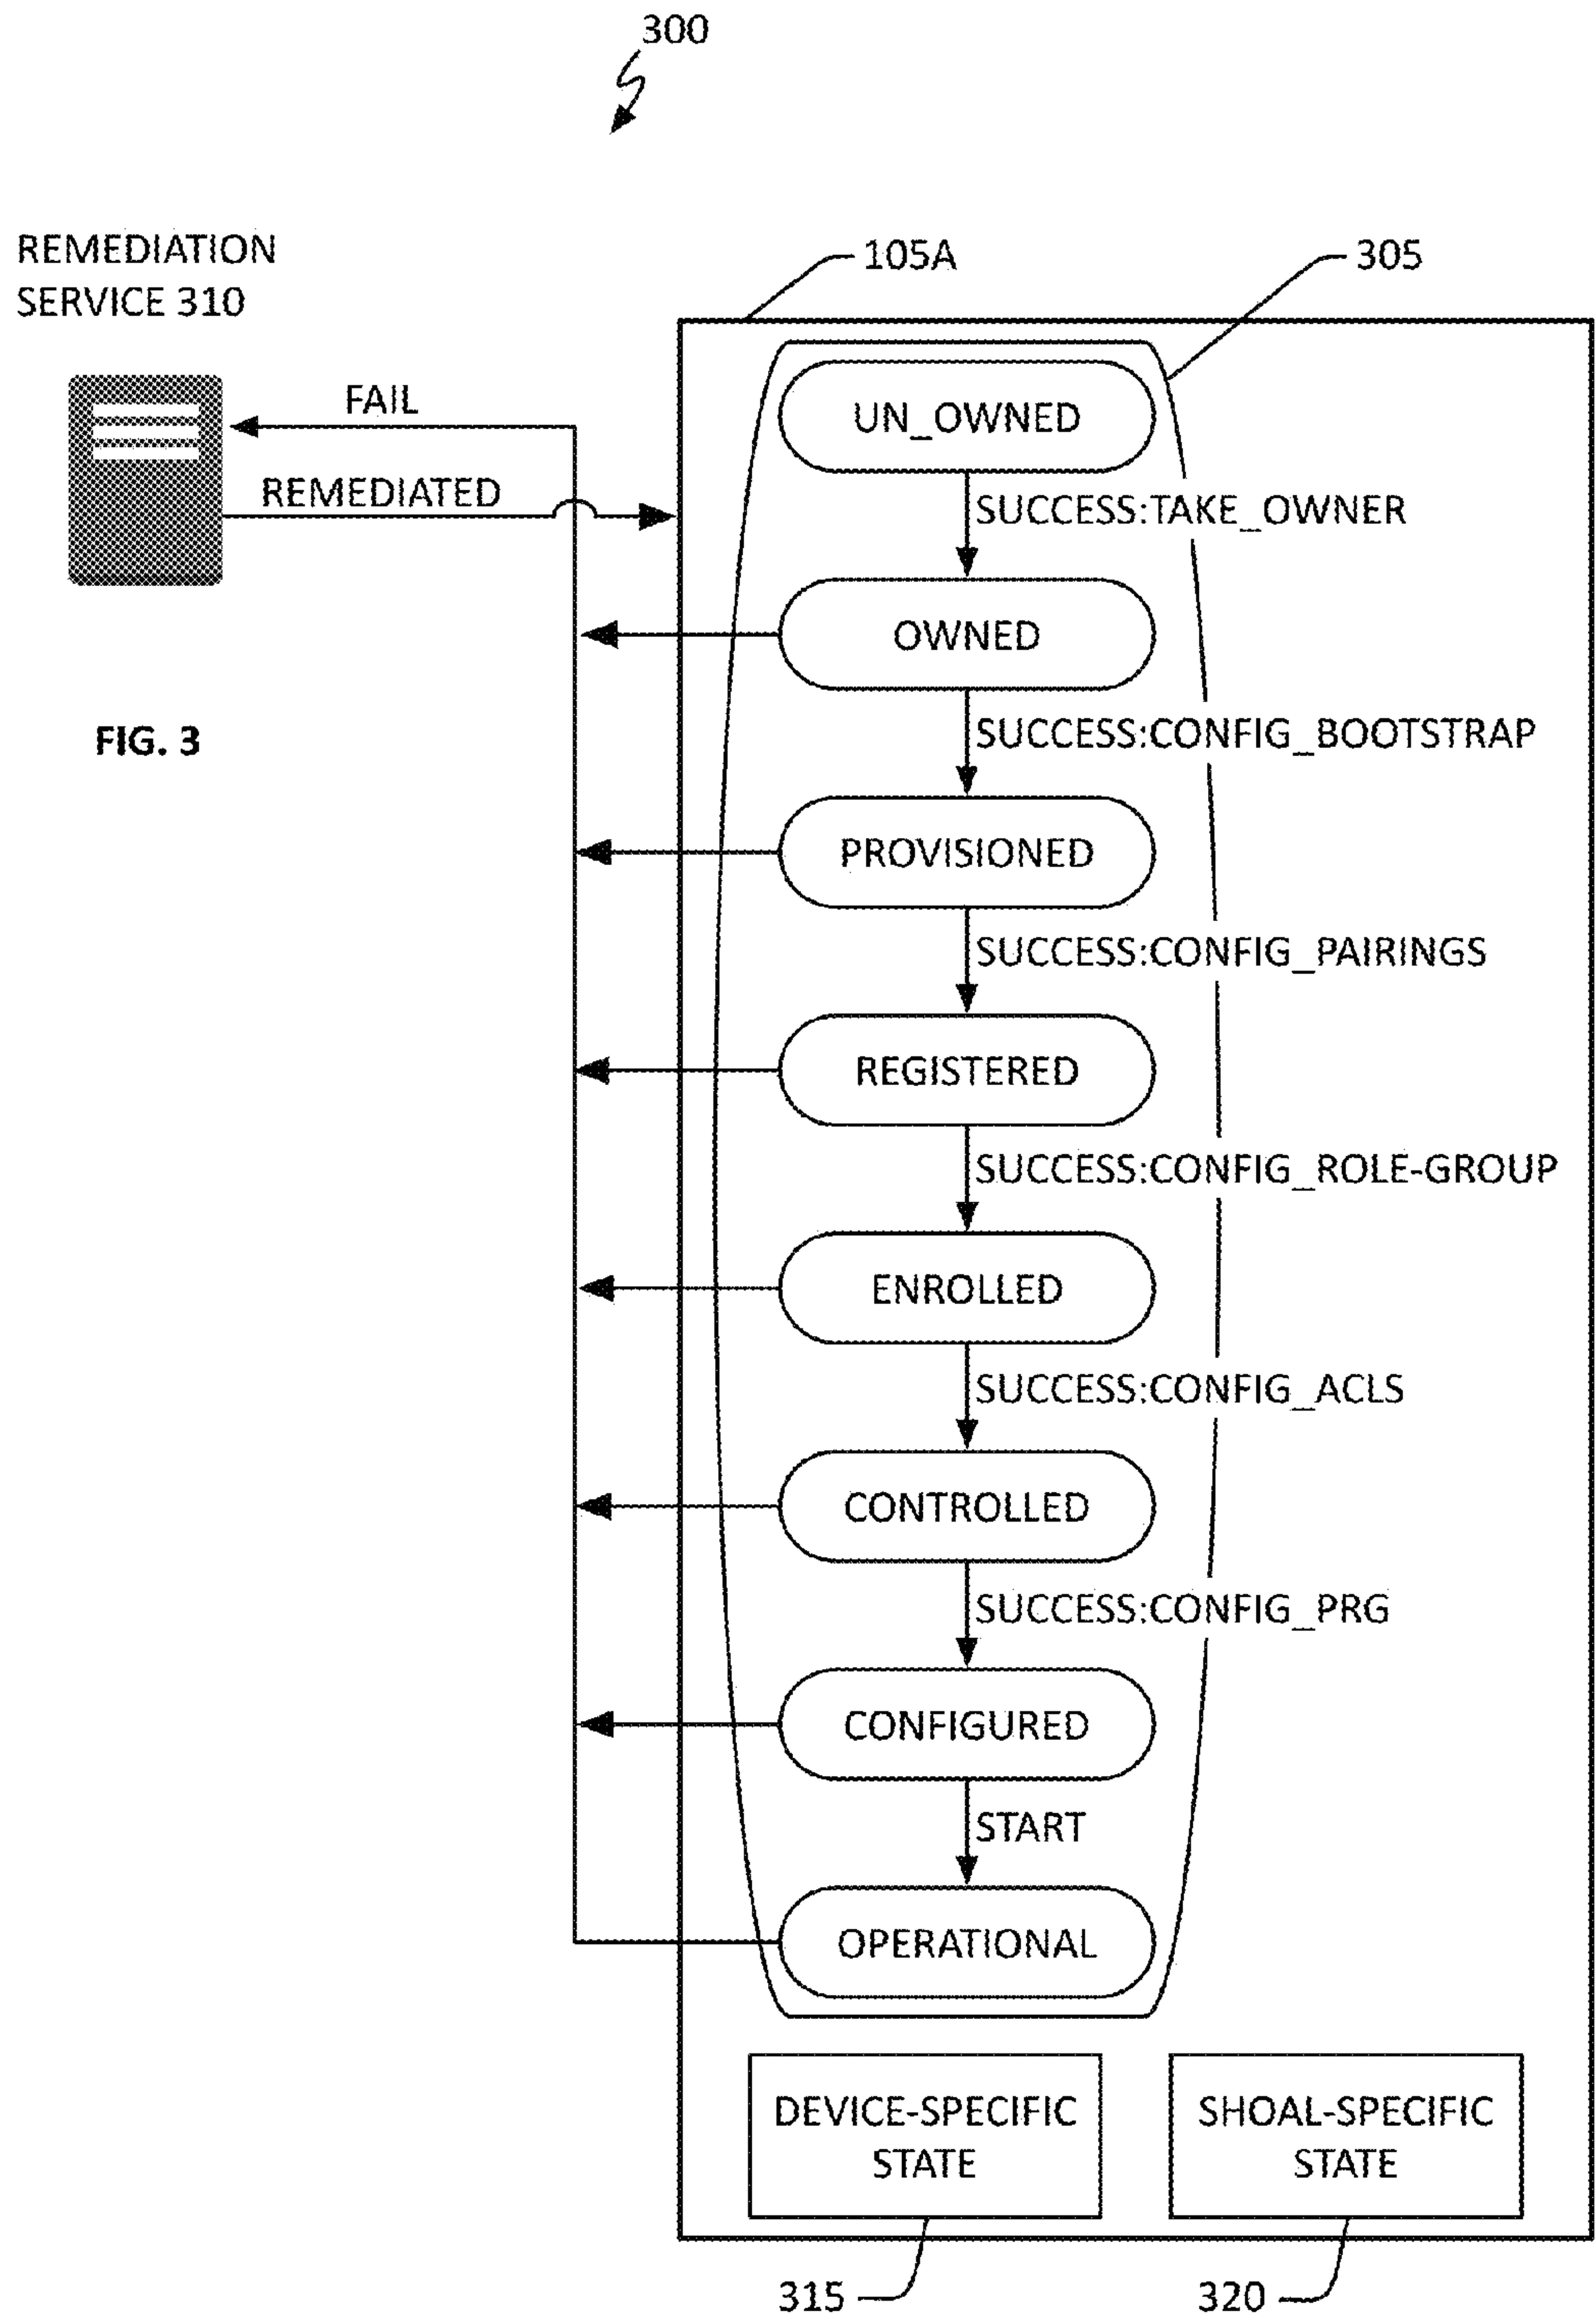 300
REMEDIATION
SERVICE 310
105A
305
FAIL
UN_OWNED
REMEDIATED
SUCCESS:TAKE_OWNER
OWNED
FIG. 3
SUCCESS:CONFIG_BOOTSTRAP
PROVISIONED
SUCCESS:CONFIG_PAIRINGS
REGISTERED
SUCCESS:CONFIG_ROLE-GROUP
ENROLLED
SUCCESS:CONFIG_ACLS
CONTROLLED
SUCCESS:CONFIG_PRG
CONFIGURED
START
OPERATIONAL
DEVICE-SPECIFIC
STATE
SHOAL-SPECIFIC
STATE
315
320